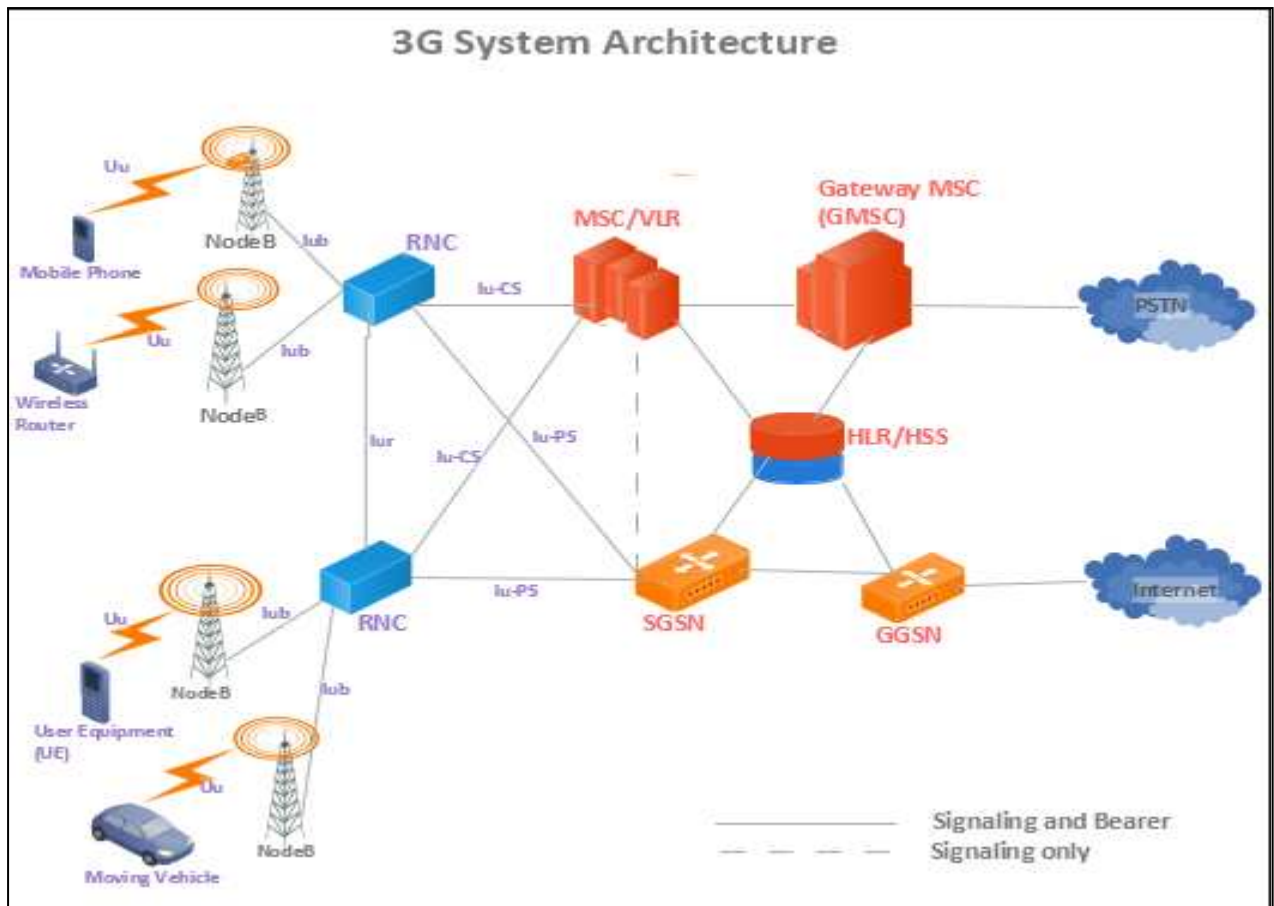 3G System Architecture
Uu
NodeB
Iub
Mobile Phone
RNC
MSC/VLR
Gateway MSC
(GMSC)
Iu-CS
PSTN
Uu
Iub
NodeB
Wireless
Router
Iur
Iu-CS
Iu-PS
HLR/HSS
Uu
Iub
RNC
Iu-PS
SGSN
GGSN
Internet
NodeB
Iub
User Equipment
(UE)
Uu
NodeB
Moving Vehicle
Signaling and Bearer
Signaling only